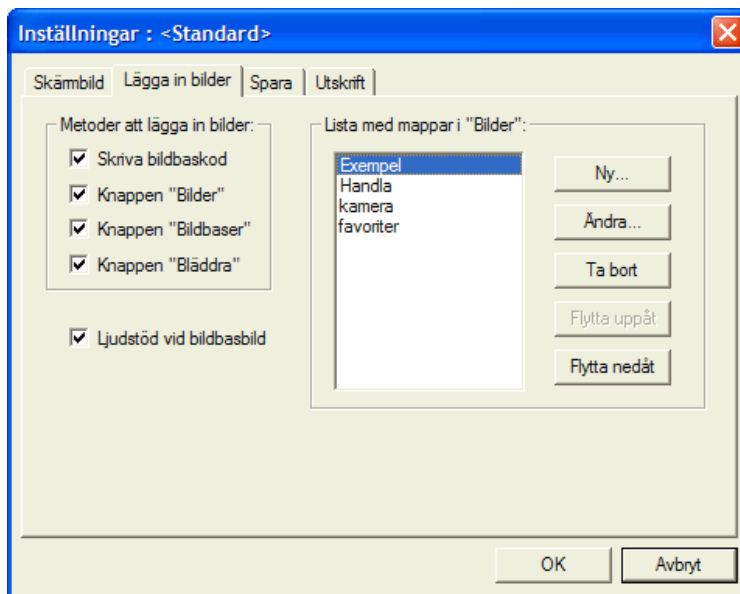 Inställningar : <Standard>
Skärmbild
Lägga in bilder
Spara
Utskrift
Metoder att lägga in bilder:
Skriva bildbaskod
Knappen "Bilder"
Knappen "Bildbaser"
Knappen "Bläddra"
Ljudstöd vid bildbasbild
Lista med mappar i "Bilder":
Exempel
Handla
kamera
favoriter
Ny...
Ändra...
Ta bort
Flytta uppåt
Flytta nedåt
OK
Avbryt